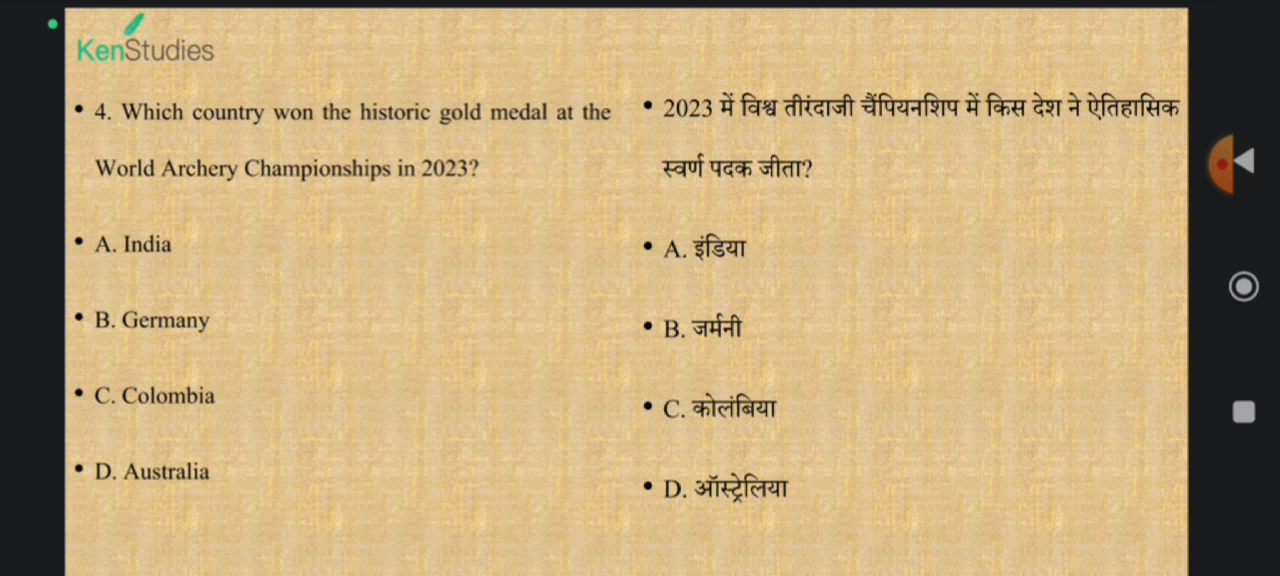 KenStudies
• 4. Which country won the historic gold medal at the
World Archery Championships in 2023?
• A. India
• B. Germany
• C. Colombia
• D. Australia
• 2023 में विश्व तीरंदाजी चैंपियनशिप में किस देश ने ऐतिहासिक
स्वर्ण पदक जीता?
• A. इंडिया
• B. जर्मनी
• C. कोलंबिया
• D. ऑस्ट्रेलिया